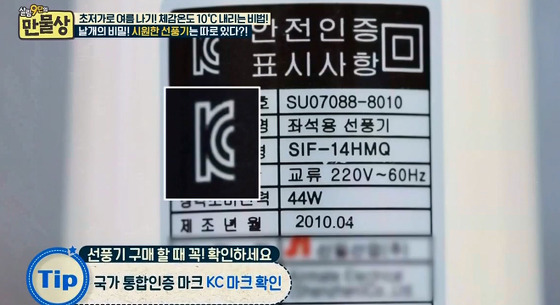 살림9단의
만물상
초저가로 여름 나기! 체감온도 10℃ 내리는 비법!
날개의 비밀! 시원한 선풍기는 따로 있다?!
안전인증
표시사항
호 SU07088-8010
명 좌석용 선풍기
명 SIF-14HMQ
교류 220V~60Hz
44W
제조년월 2010.04
선풍기 구매 할 때 꼭! 확인하세요
Tip
국가 통합인증 마크 KC 마크 확인